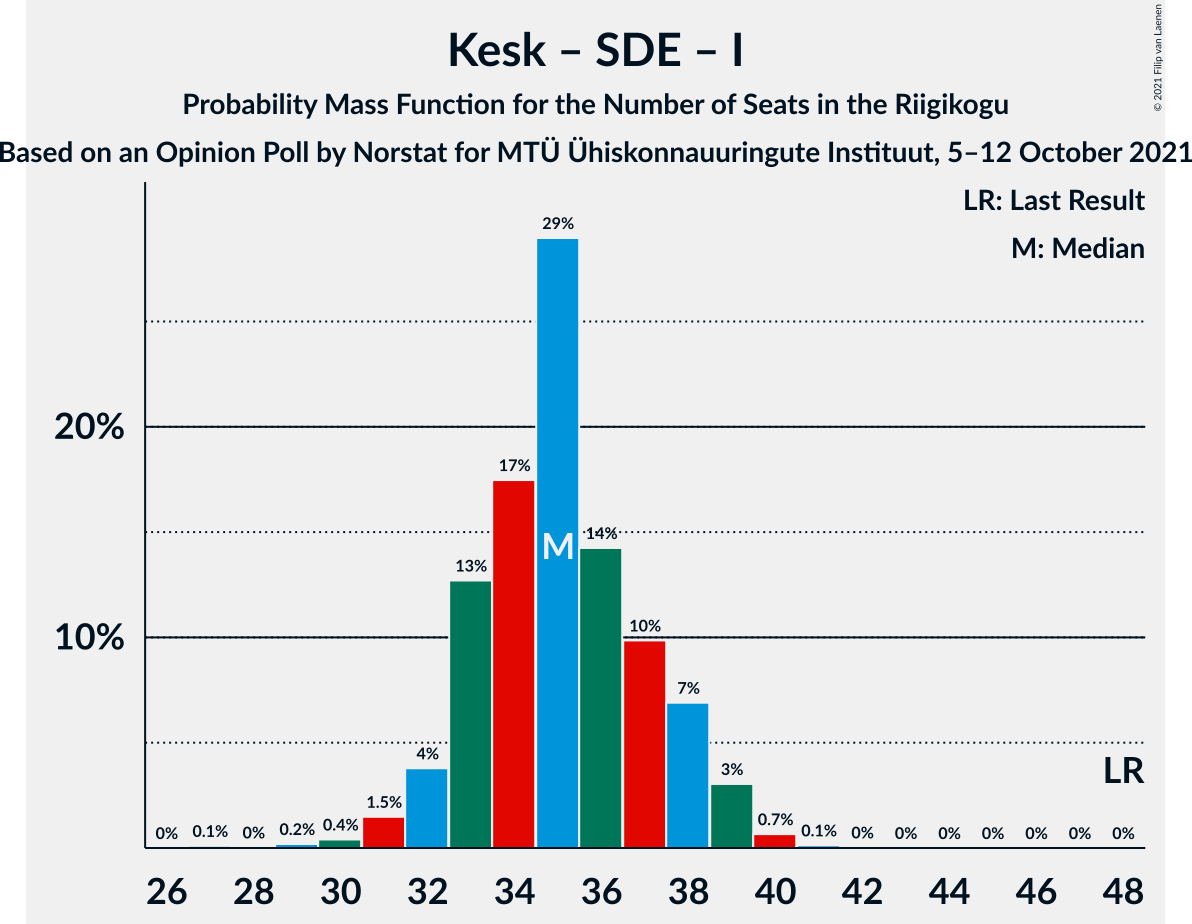 Kesk – SDE – I
Probability Mass Function for the Number of Seats in the Riigikogu
Based on an Opinion Poll by Norstat for MTÜ Ühiskonnauuringute Instituut, 5–12 October 2021
© 2021 Filip van Laenen
LR: Last Result
M: Median
29%
20%
17%
M
14%
13%
10%
10%
7%
4%
LR
3%
1.5%
0% 0.1% 0% 0.2% 0.4% 0.7% 0.1% 0% 0% 0% 0% 0% 0% 0%
26 28 30 32 34 36 38 40 42 44 46 48